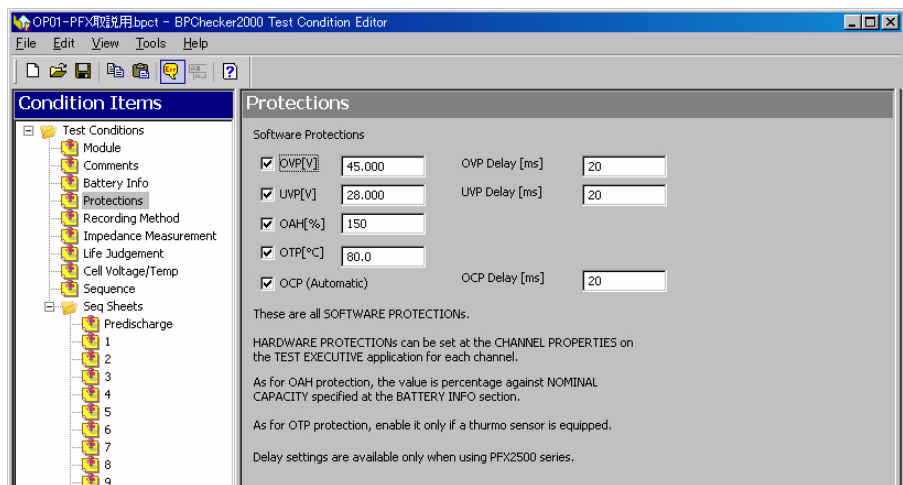 OP01-PFX取説用.bpct - BPChecker2000 Test Condition Editor
File Edit View Tools Help
Condition Items
Test Conditions
Module
Comments
Battery Info
Protections
Recording Method
Impedance Measurement
Life Judgement
Cell Voltage/Temp
Sequence
Seq Sheets
Predischarge
1
2
3
4
5
6
7
8
9
Protections
Software Protections
OVP[V] 45.000 OVP Delay [ms] 20
UVP[V] 28.000 UVP Delay [ms] 20
OAH[%] 150
OTP[°C] 80.0
OCP (Automatic) OCP Delay [ms] 20
These are all SOFTWARE PROTECTIONs.
HARDWARE PROTECTIONs can be set at the CHANNEL PROPERTIES on
the TEST EXECUTIVE application for each channel.
As for OAH protection, the value is percentage against NOMINAL
CAPACITY specified at the BATTERY INFO section.
As for OTP protection, enable it only if a thurmo sensor is equipped.
Delay settings are available only when using PFX2500 series.